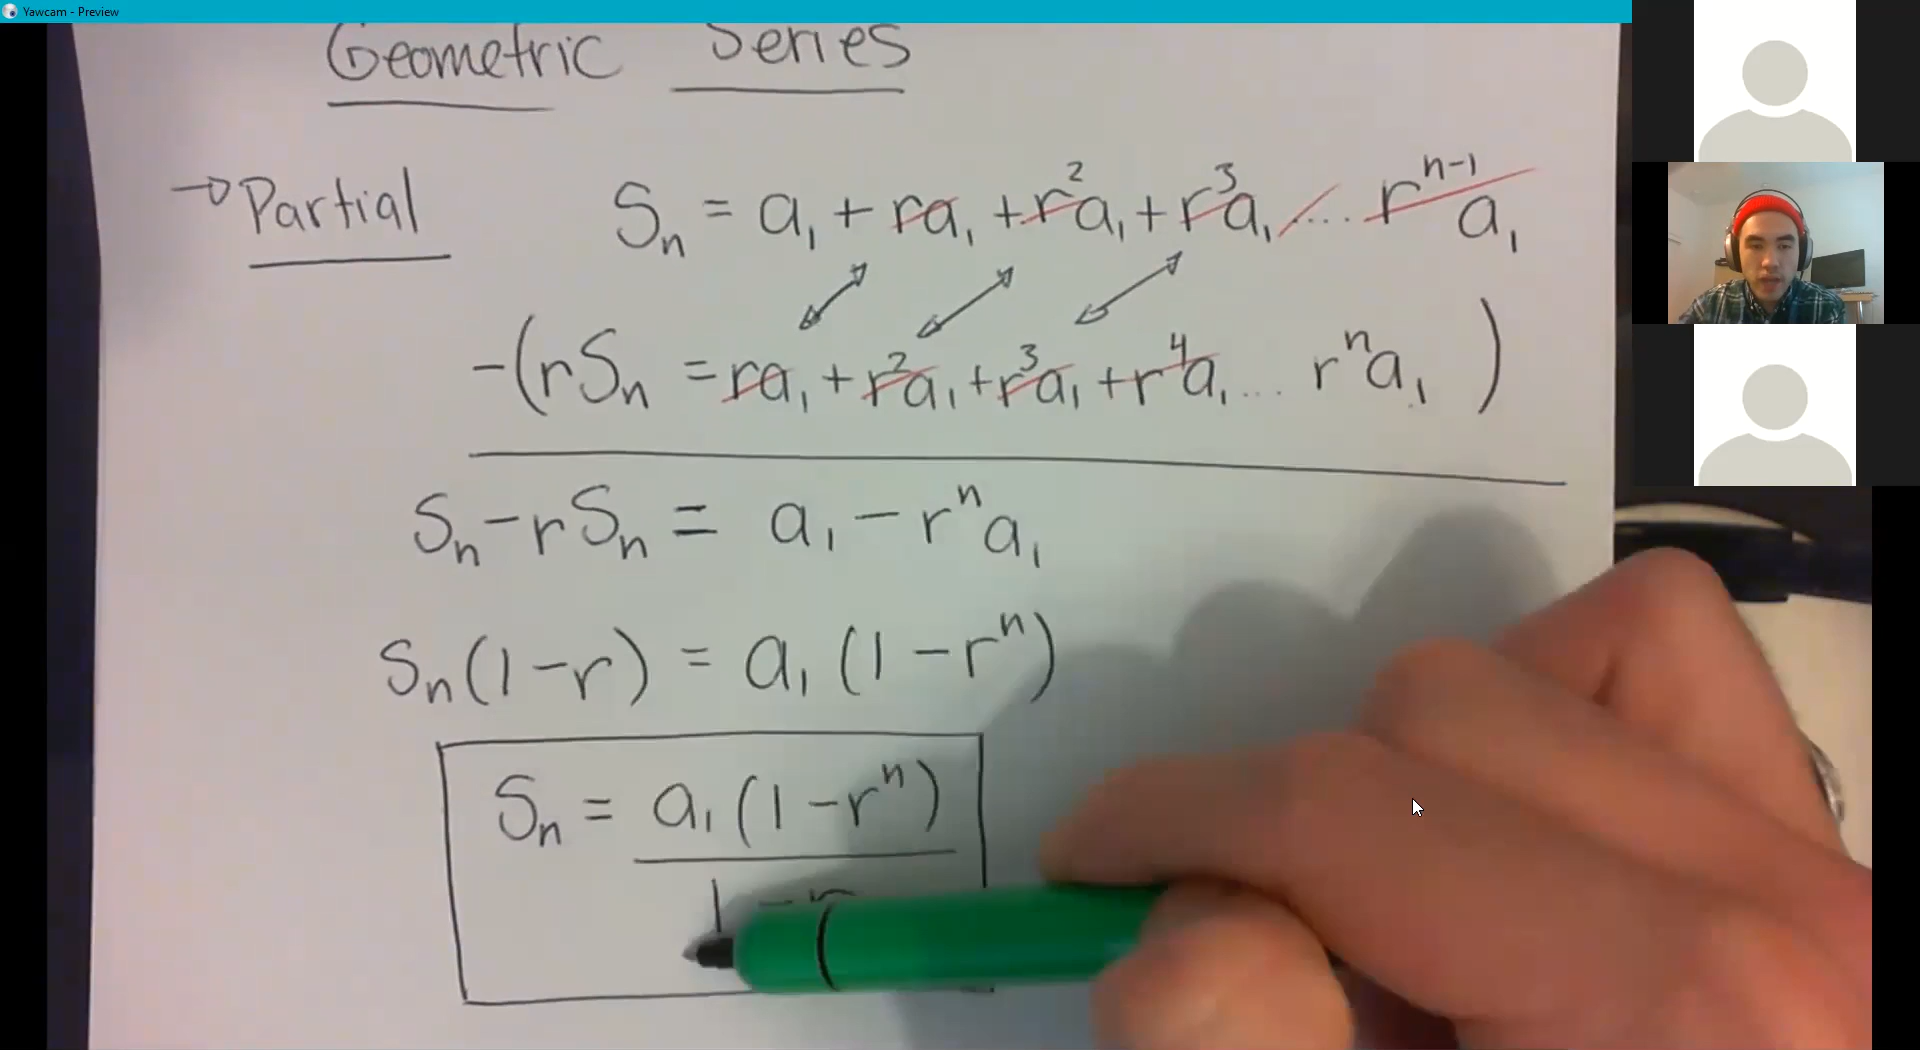 Yawcam - Preview
Geometric Series
→ Partial Sₙ = a₁ + ra₁ + r²a₁ + r³a₁ ... rⁿ⁻¹a₁
-(rSₙ = ra₁ + r²a₁ + r³a₁ + r⁴a₁ ... rⁿa₁ )
Sₙ - rSₙ = a₁ - rⁿa₁
Sₙ(1-r) = a₁(1-rⁿ)
Sₙ = a₁(1-rⁿ)
1-r